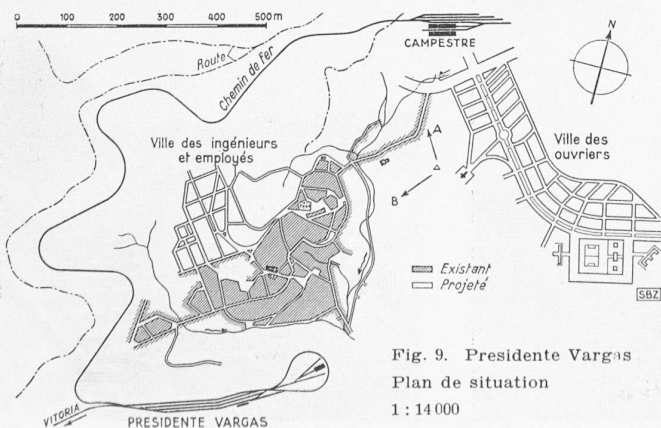 0 100 200 300 400 500 m
N
CAMPESTRE
Route
Chemin de fer
Ville des ingénieurs
et employés
Ville des
ouvriers
A
B
Existant
Projeté
SBZ
Fig. 9. Presidente Vargas
Plan de situation
1 : 14 000
VITORIA
PRESIDENTE VARGAS